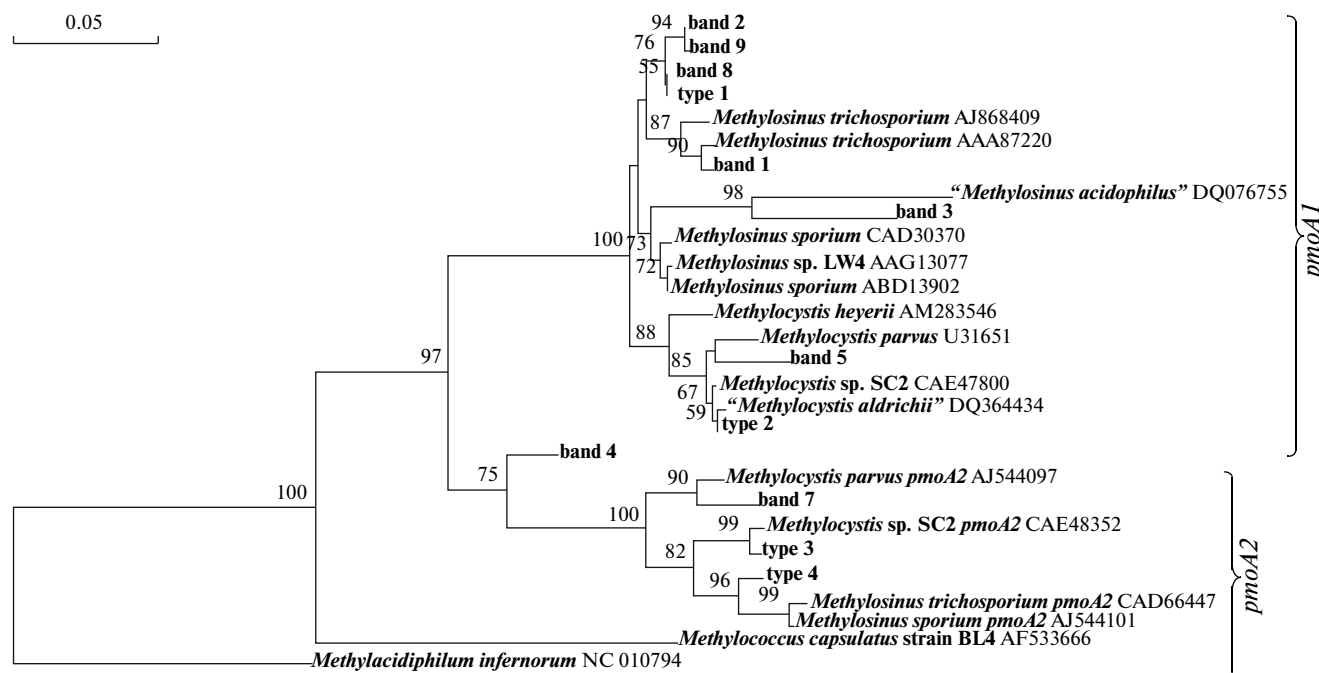 0.05
94
band 2
76
band 9
55
band 8
type 1
87
Methylosinus trichosporium AJ868409
90
Methylosinus trichosporium AAA87220
band 1
98
“Methylosinus acidophilus” DQ076755
band 3
100
73
Methylosinus sporium CAD30370
72
Methylosinus sp. LW4 AAG13077
Methylosinus sporium ABD13902
Methylocystis heyerii AM283546
88
Methylocystis parvus U31651
85
band 5
97
Methylocystis sp. SC2 CAE47800
67
59
“Methylocystis aldrichii” DQ364434
type 2
pmoA1
band 4
75
90
Methylocystis parvus pmoA2 AJ544097
100
band 7
100
99
Methylocystis sp. SC2 pmoA2 CAE48352
82
type 3
96
type 4
99
Methylosinus trichosporium pmoA2 CAD66447
Methylosinus sporium pmoA2 AJ544101
pmoA2
Methylococcus capsulatus strain BL4 AF533666
Methylacidiphilum infernorum NC 010794